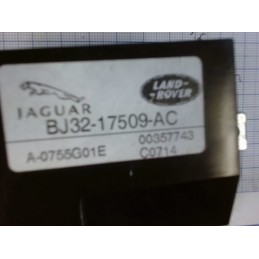 LAND-
ROVER
JAGUAR
BJ32-17509-AC
00357743
A-0755G01E C0714